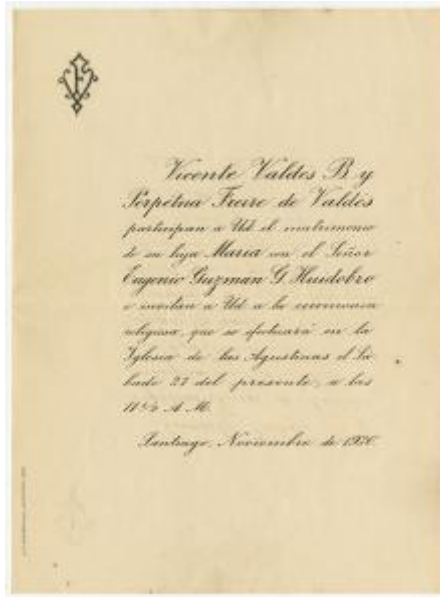 Vicente Valdes B y
Perpétua Freire de Valdés
participan a Ud el matrimonio
de su hija María con el Señor
Eugenio Guzmán G Huidobro
e invitan a Ud a la ceremonia
religiosa, que se efectuará en la
Iglesia de las Agustinas el Sá-
bado 27 del presente, a las
11½ A.M.
Santiago, Noviembre de 1920